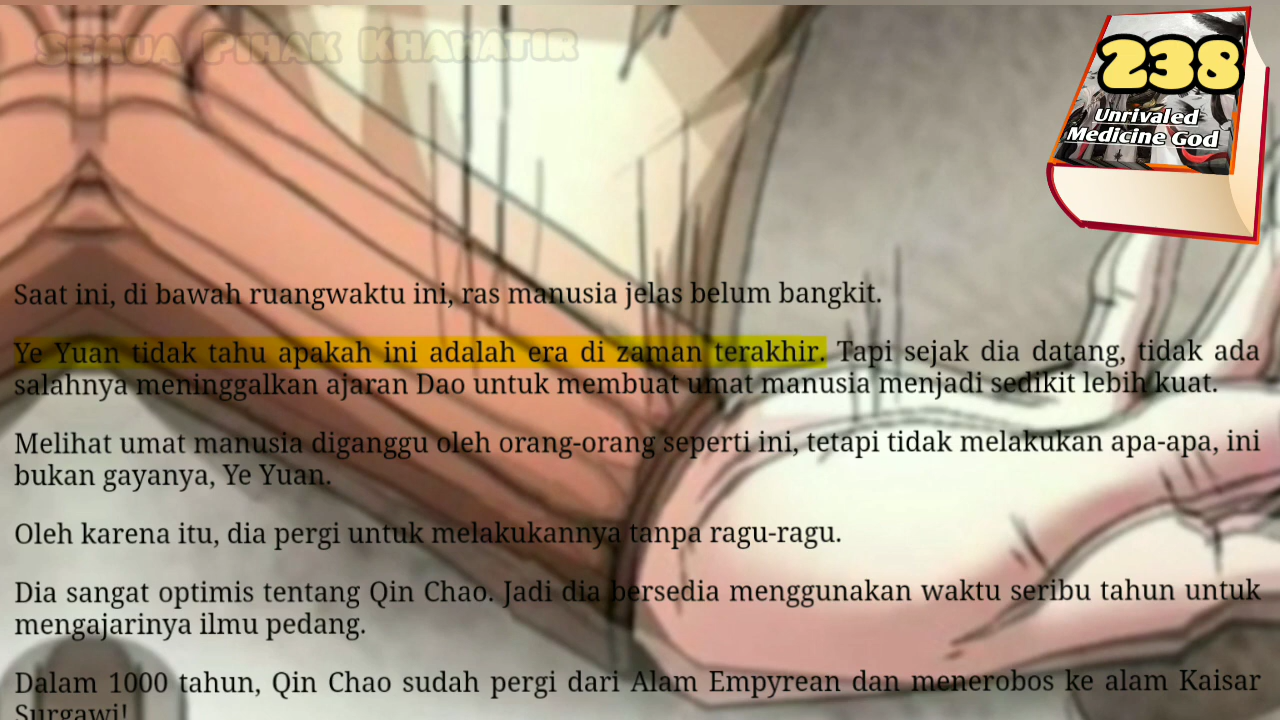 Semua Pihak Khawatir
238
Unrivaled
Medicine God
Saat ini, di bawah ruangwaktu ini, ras manusia jelas belum bangkit.
Ye Yuan tidak tahu apakah ini adalah era di zaman terakhir. Tapi sejak dia datang, tidak ada
salahnya meninggalkan ajaran Dao untuk membuat umat manusia menjadi sedikit lebih kuat.
Melihat umat manusia diganggu oleh orang-orang seperti ini, tetapi tidak melakukan apa-apa, ini
bukan gayanya, Ye Yuan.
Oleh karena itu, dia pergi untuk melakukannya tanpa ragu-ragu.
Dia sangat optimis tentang Qin Chao. Jadi dia bersedia menggunakan waktu seribu tahun untuk
mengajarinya ilmu pedang.
Dalam 1000 tahun, Qin Chao sudah pergi dari Alam Empyrean dan menerobos ke alam Kaisar
Surgawi!